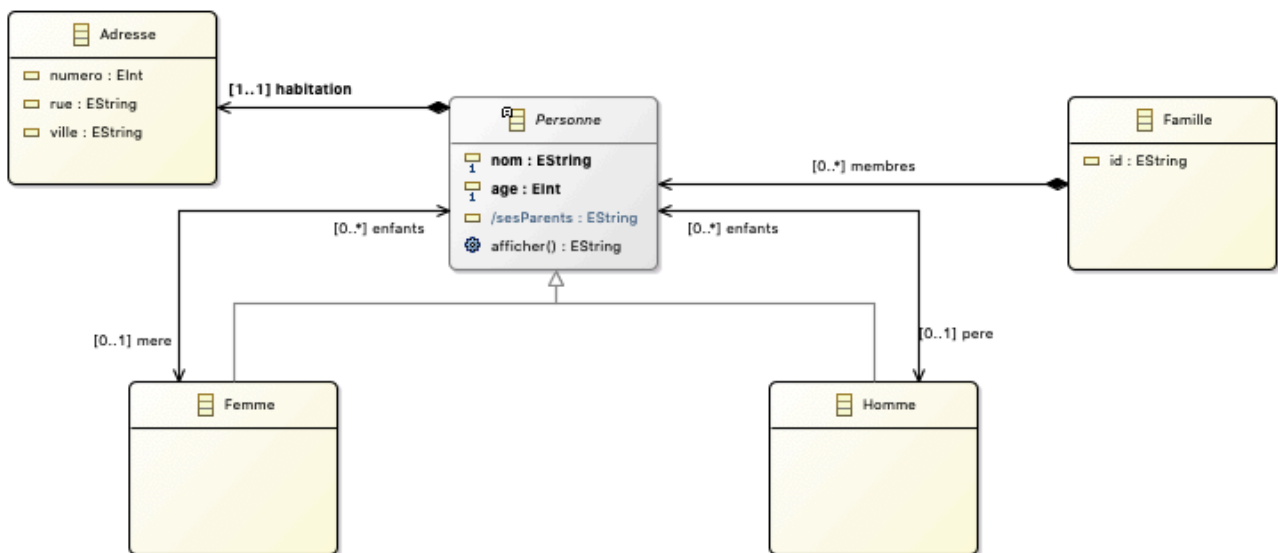 Adresse
numero : EInt
rue : EString
ville : EString
[1..1] habitation
Personne
nom : EString
age : EInt
/sesParents : EString
afficher() : EString
[0..*] membres
Famille
id : EString
[0..*] enfants
[0..*] enfants
[0..1] mere
[0..1] pere
Femme
Homme